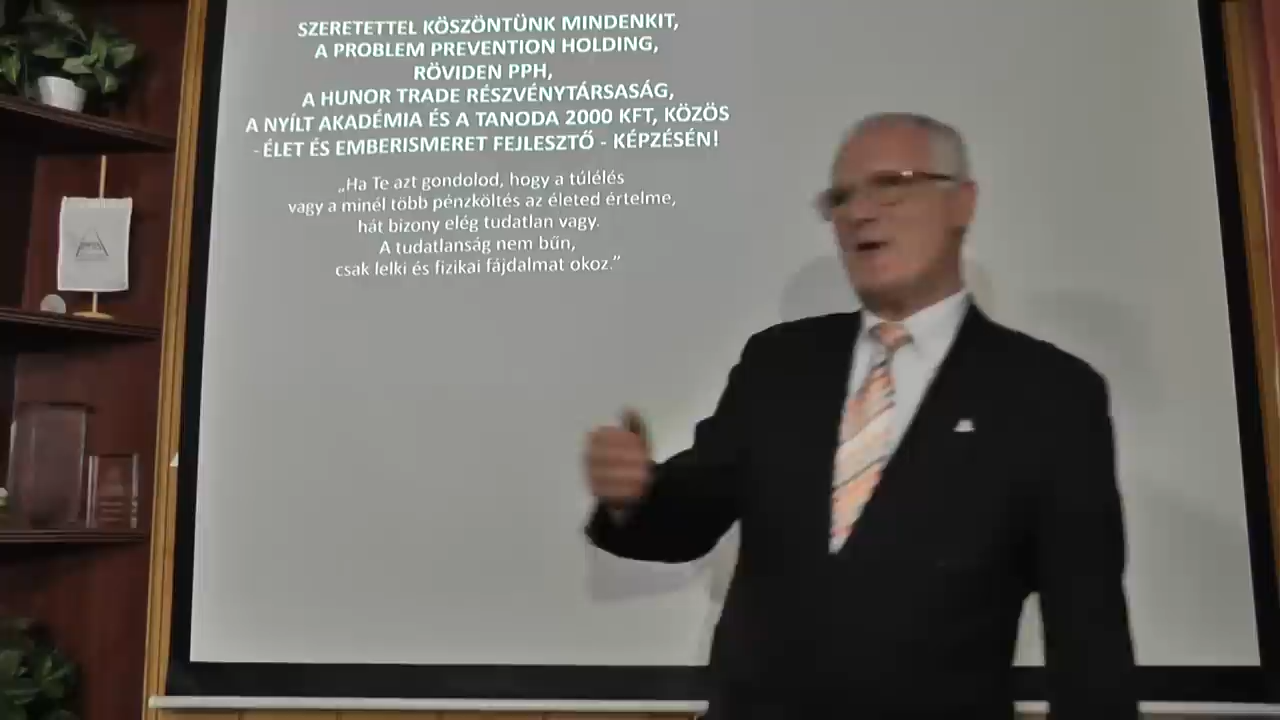 SZERETETTEL KÖSZÖNTÜNK MINDENKIT,
A PROBLEM PREVENTION HOLDING,
RÖVIDEN PPH,
A HUNOR TRADE RÉSZVÉNYTÁRSASÁG,
A NYÍLT AKADÉMIA ÉS A TANODA 2000 KFT, KÖZÖS
- ÉLET ÉS EMBERISMERET FEJLESZTŐ - KÉPZÉSÉN!
„Ha Te azt gondolod, hogy a túlélés
vagy a minél több pénzköltés az életed értelme,
hát bizony elég tudatlan vagy.
A tudatlanság nem bűn,
csak lelki és fizikai fájdalmat okoz.”